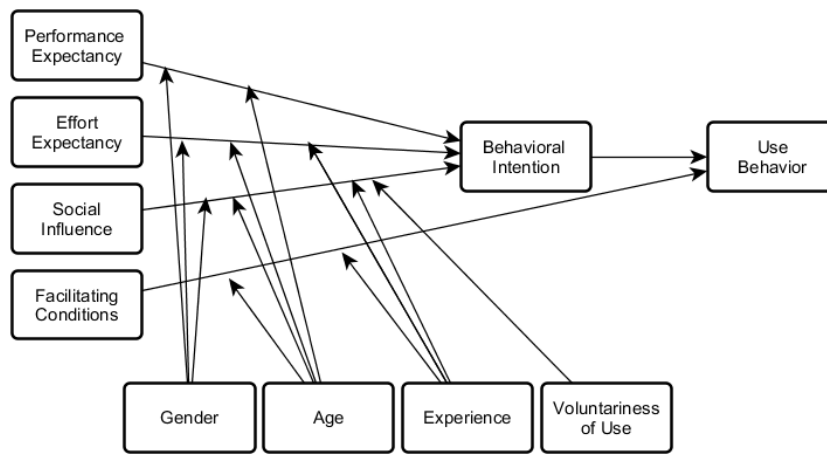 Performance
Expectancy
Effort
Expectancy
Social
Influence
Facilitating
Conditions
Behavioral
Intention
Use
Behavior
Gender
Age
Experience
Voluntariness
of Use